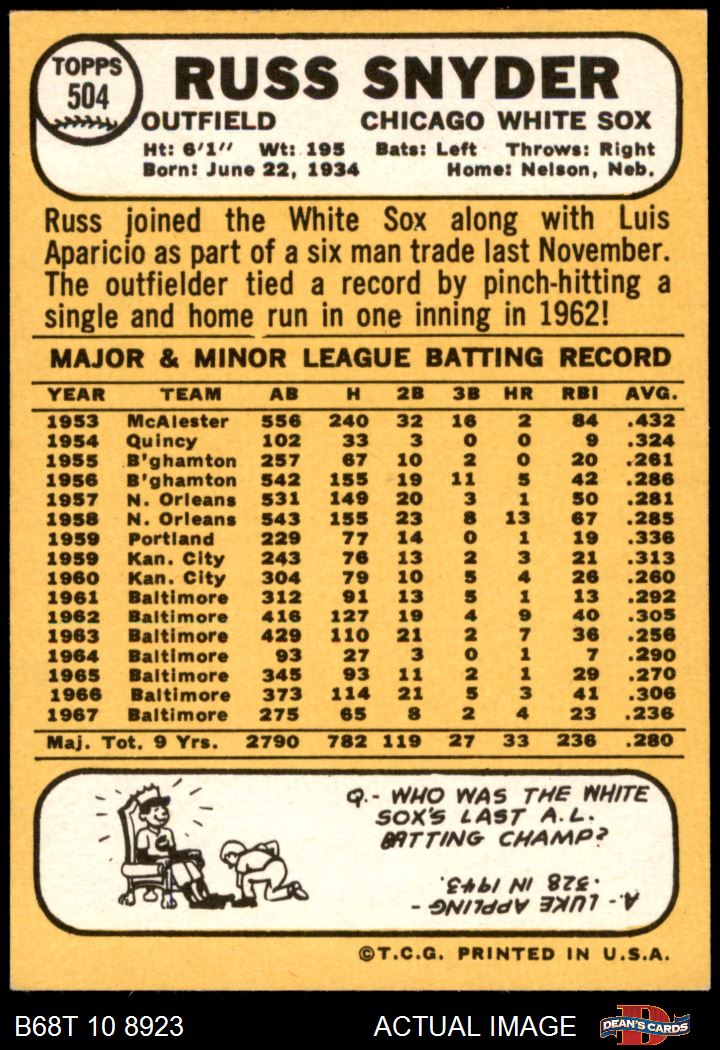 TOPPS
504
RUSS SNYDER
OUTFIELD CHICAGO WHITE SOX
Ht: 6'1" Wt: 195 Bats: Left Throws: Right
Born: June 22, 1934 Home: Nelson, Neb.
Russ joined the White Sox along with Luis
Aparicio as part of a six man trade last November.
The outfielder tied a record by pinch-hitting a
single and home run in one inning in 1962!
MAJOR & MINOR LEAGUE BATTING RECORD
YEAR TEAM AB H 2B 3B HR RBI AVG.
1953 McAlester 556 240 32 16 2 84 .432
1954 Quincy 102 33 3 0 0 9 .324
1955 B'ghamton 257 67 10 2 0 20 .261
1956 B'ghamton 542 155 19 11 5 42 .286
1957 N. Orleans 531 149 20 3 1 50 .281
1958 N. Orleans 543 155 23 8 13 67 .285
1959 Portland 229 77 14 0 1 19 .336
1959 Kan. City 243 76 13 2 3 21 .313
1960 Kan. City 304 79 10 5 4 26 .260
1961 Baltimore 312 91 13 5 1 13 .292
1962 Baltimore 416 127 19 4 9 40 .305
1963 Baltimore 429 110 21 2 7 36 .256
1964 Baltimore 93 27 3 0 1 7 .290
1965 Baltimore 345 93 11 2 1 29 .270
1966 Baltimore 373 114 21 5 3 41 .306
1967 Baltimore 275 65 8 2 4 23 .236
Maj. Tot. 9 Yrs. 2790 782 119 27 33 236 .280
Q.- WHO WAS THE WHITE
SOX'S LAST A.L.
BATTING CHAMP?
A.- LUKE APPLING -
.328 IN 1943.
©T.C.G. PRINTED IN U.S.A.
B68T 10 8923 ACTUAL IMAGE
D
DEAN'S CARDS